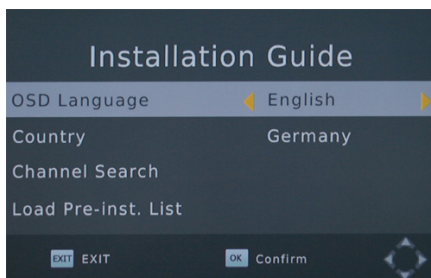 Installation Guide
OSD Language English
Country Germany
Channel Search
Load Pre-inst. List
EXIT EXIT OK Confirm